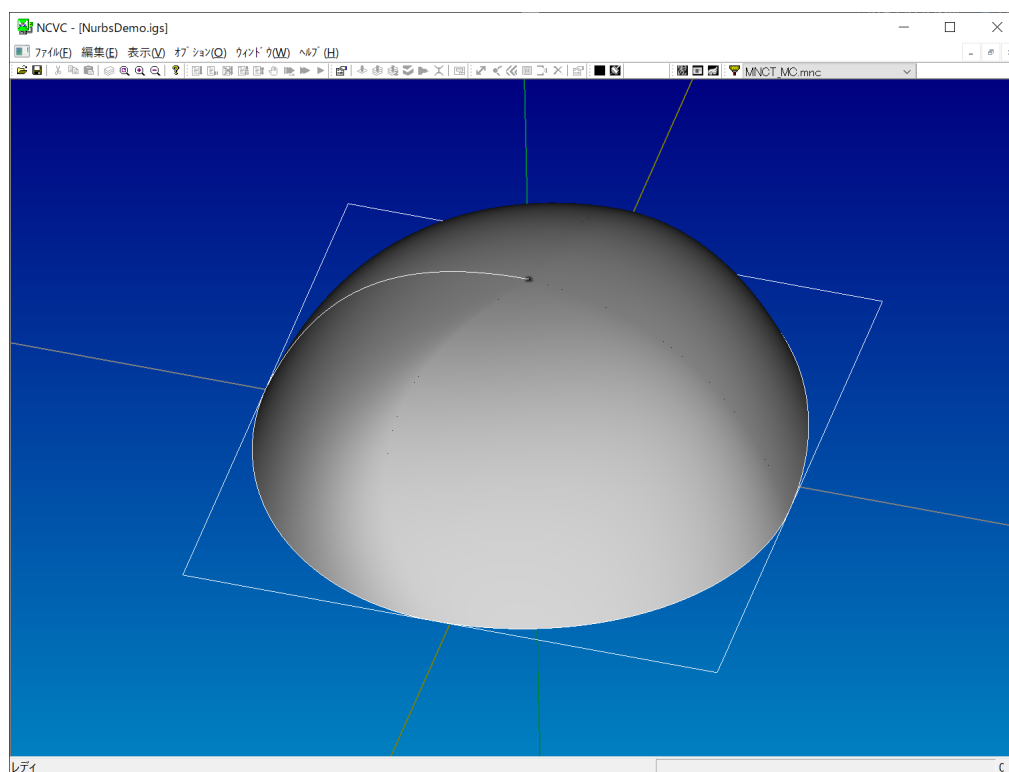 NCVC - [NurbsDemo.igs]
ファイル(F) 編集(E) 表示(V) オプション(O) ウィンドウ(W) ヘルプ(H)
MNCT_MC.mnc
レディ